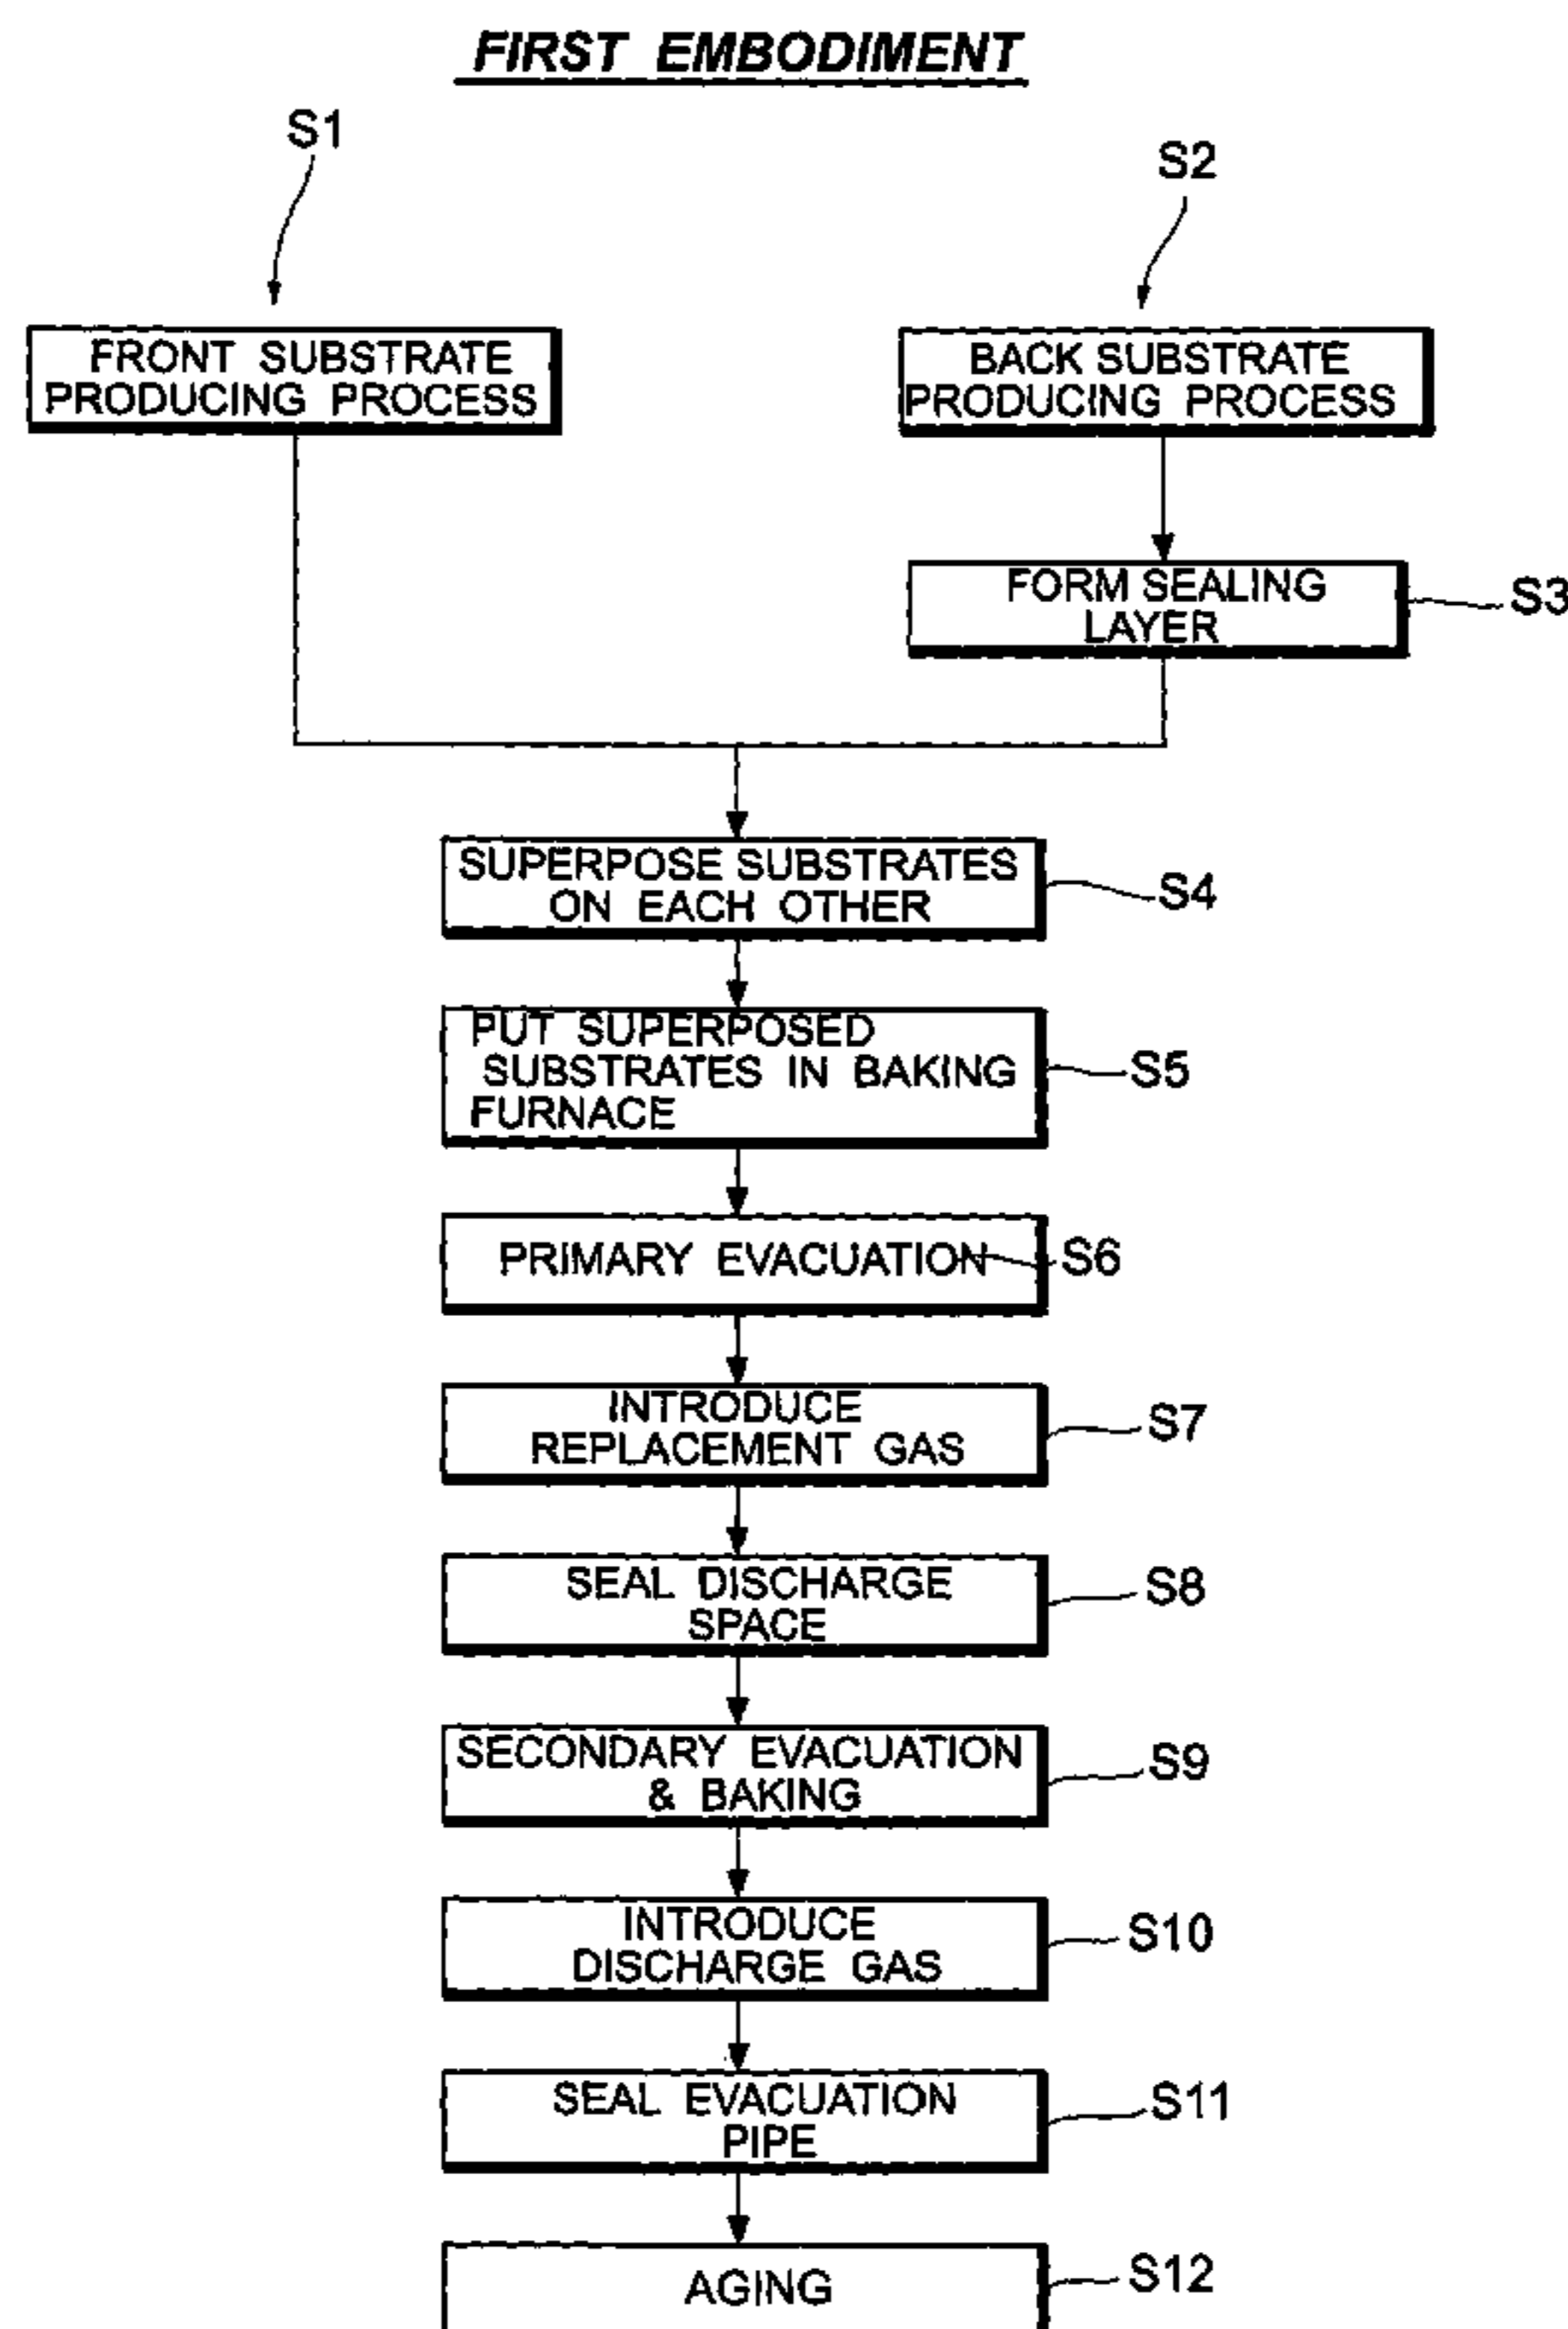 FIRST EMBODIMENT
S1
S2
FRONT SUBSTRATE
PRODUCING PROCESS
BACK SUBSTRATE
PRODUCING PROCESS
FORM SEALING
LAYER
S3
SUPERPOSE SUBSTRATES
ON EACH OTHER
S4
PUT SUPERPOSED
SUBSTRATES IN BAKING
FURNACE
S5
PRIMARY EVACUATION
S6
INTRODUCE
REPLACEMENT GAS
S7
SEAL DISCHARGE
SPACE
S8
SECONDARY EVACUATION
& BAKING
S9
INTRODUCE
DISCHARGE GAS
S10
SEAL EVACUATION
PIPE
S11
AGING
S12